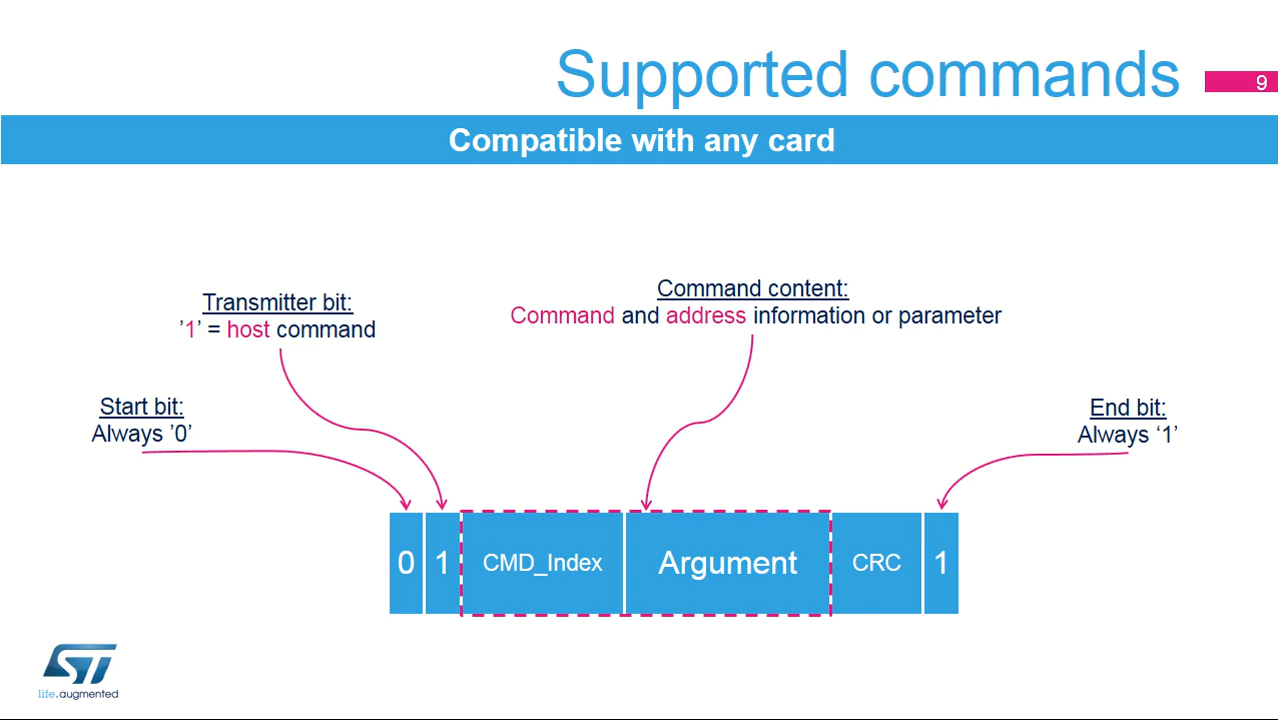 Supported commands
9
Compatible with any card
Transmitter bit:
’1’ = host command
Command content:
Command and address information or parameter
Start bit:
Always ’0’
End bit:
Always ‘1’
0 1 CMD_Index Argument CRC 1
ST
life.augmented